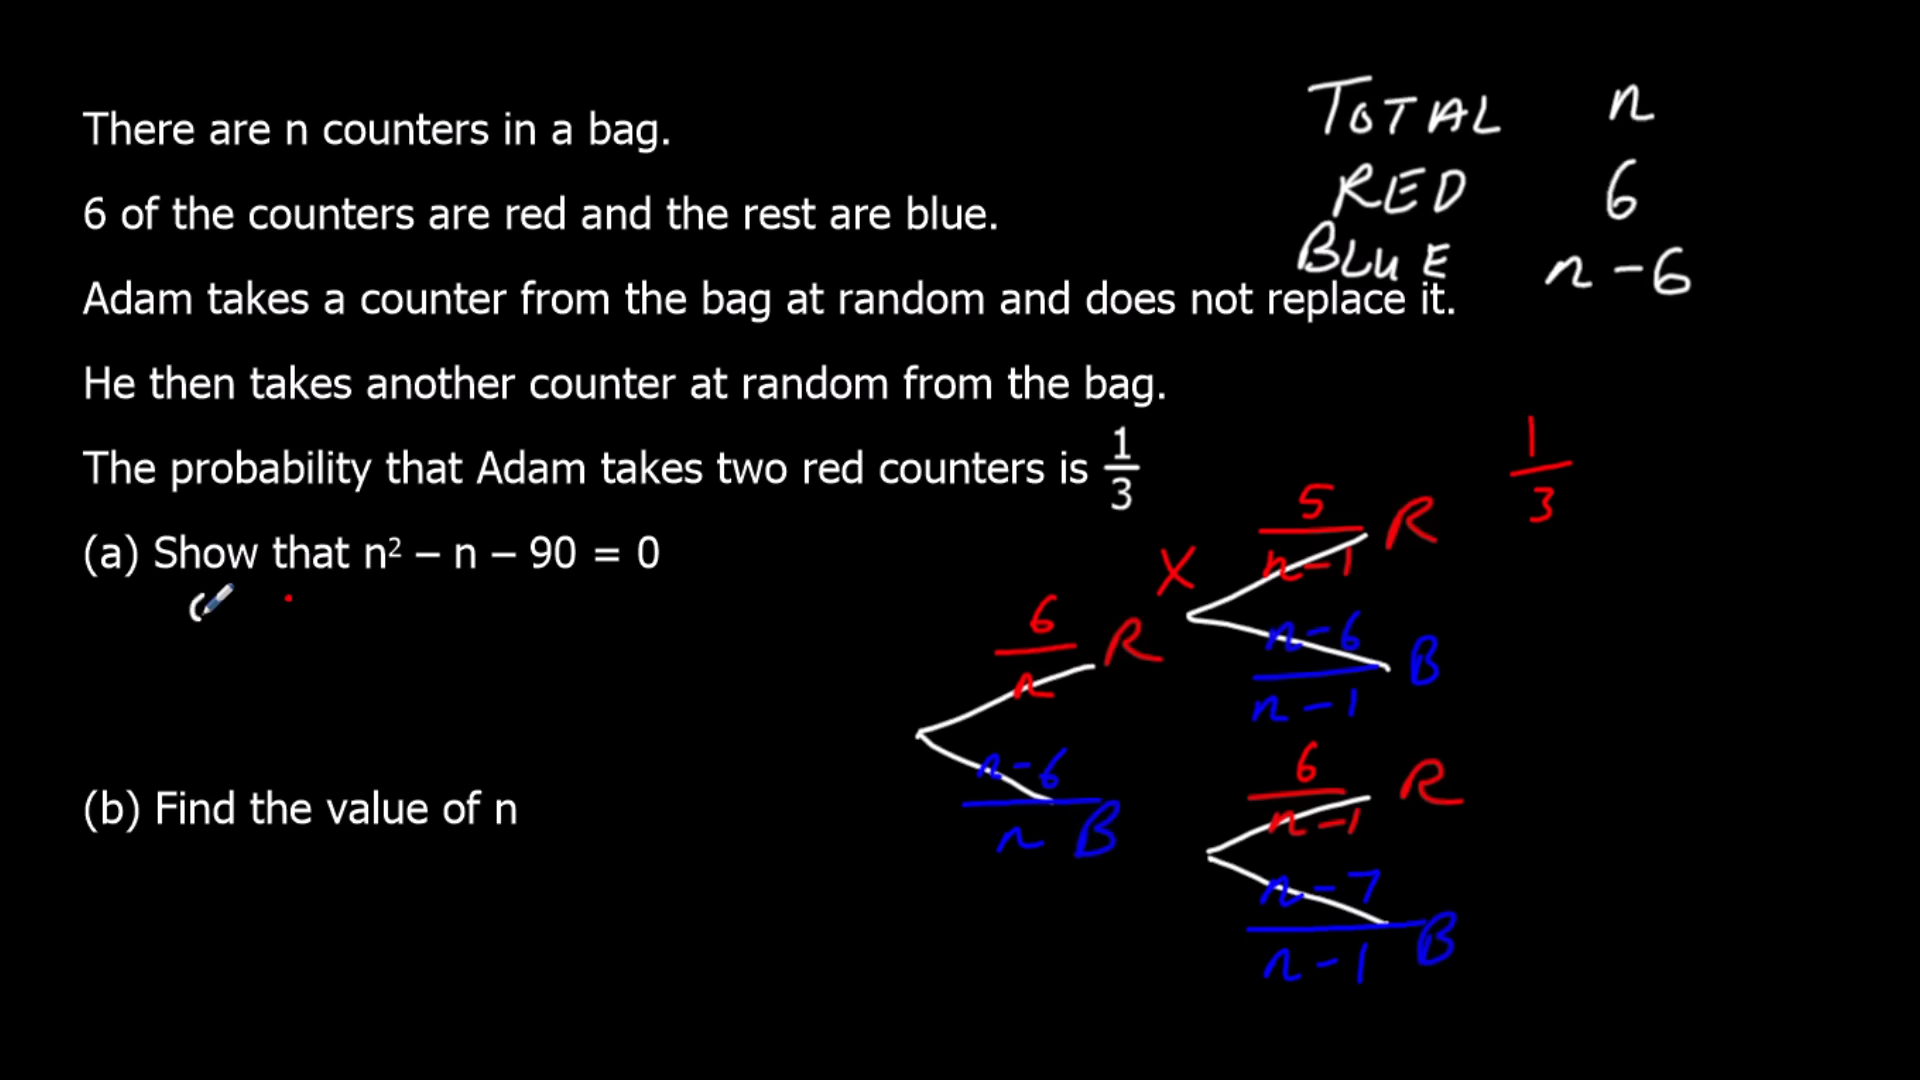 There are n counters in a bag.
6 of the counters are red and the rest are blue.
Adam takes a counter from the bag at random and does not replace it.
He then takes another counter at random from the bag.
The probability that Adam takes two red counters is 1/3
(a) Show that n² – n – 90 = 0
(b) Find the value of n
TOTAL n
RED 6
BLUE n-6
1/3
6/n R
X
5/n-1 R
n-6/n-1 B
n-6/n B
6/n-1 R
n-7/n-1 B